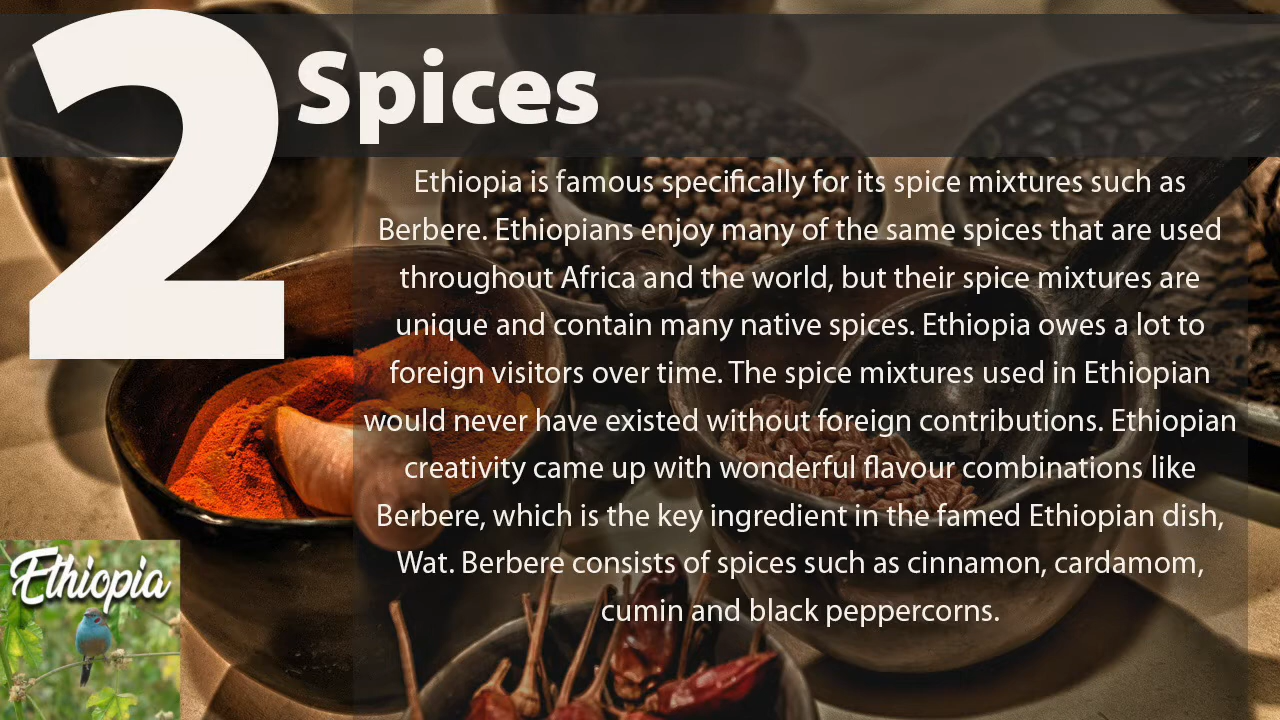 2
Spices
Ethiopia is famous specifically for its spice mixtures such as
Berbere. Ethiopians enjoy many of the same spices that are used
throughout Africa and the world, but their spice mixtures are
unique and contain many native spices. Ethiopia owes a lot to
foreign visitors over time. The spice mixtures used in Ethiopian
would never have existed without foreign contributions. Ethiopian
creativity came up with wonderful flavour combinations like
Berbere, which is the key ingredient in the famed Ethiopian dish,
Wat. Berbere consists of spices such as cinnamon, cardamom,
cumin and black peppercorns.
Ethiopia